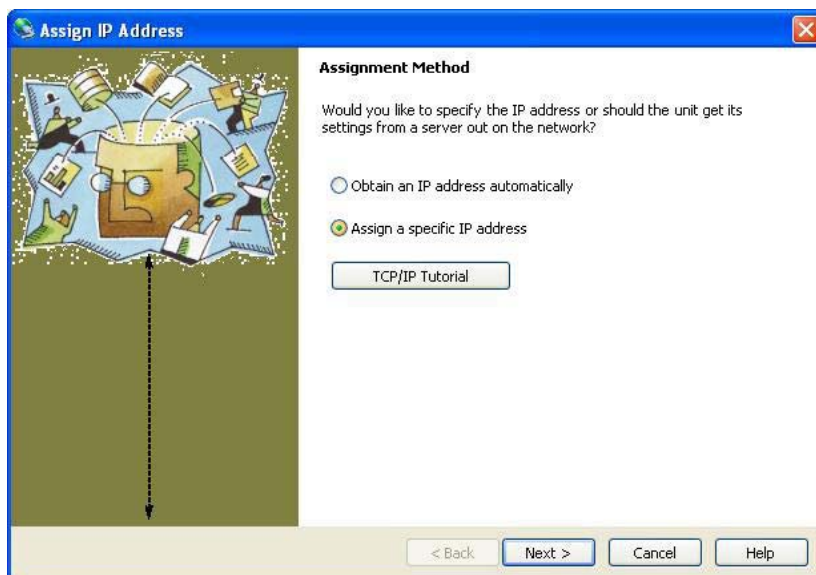 Assign IP Address
Assignment Method
Would you like to specify the IP address or should the unit get its
settings from a server out on the network?
Obtain an IP address automatically
Assign a specific IP address
TCP/IP Tutorial
< Back
Next >
Cancel
Help